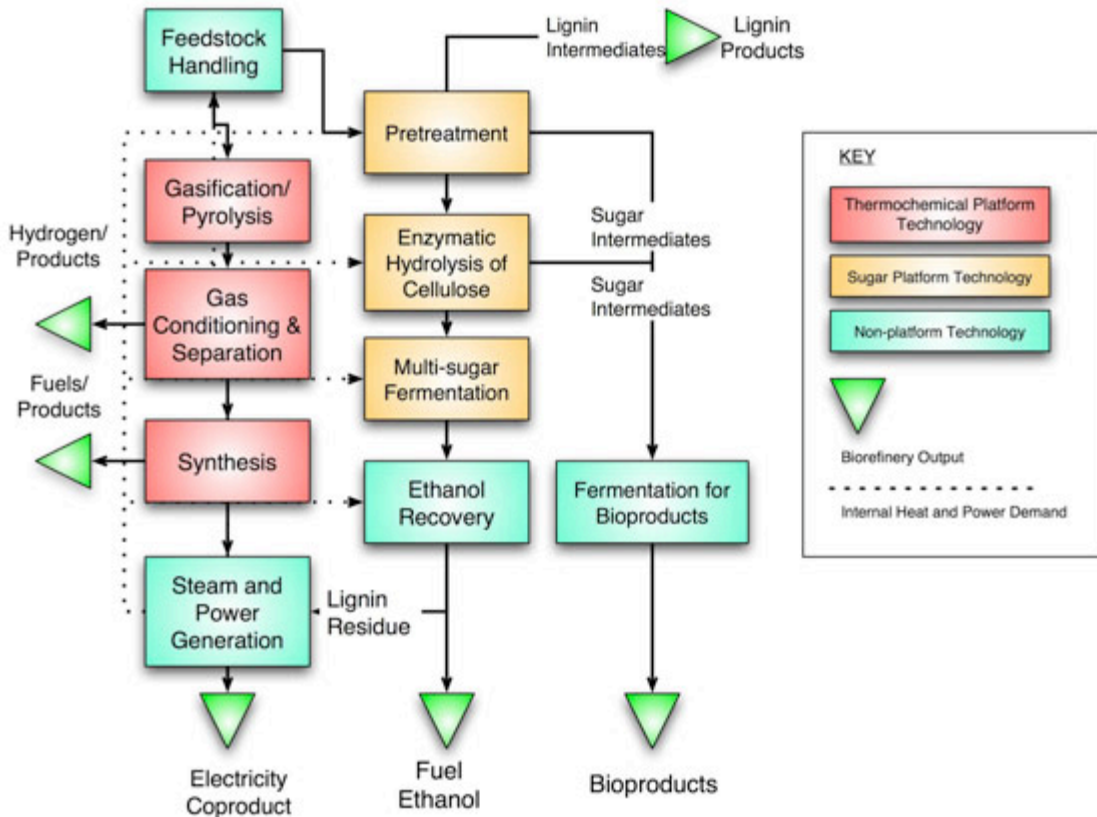 Feedstock
Handling
Lignin
Intermediates
Lignin
Products
Pretreatment
Gasification/
Pyrolysis
Hydrogen/
Products
Enzymatic
Hydrolysis of
Cellulose
Sugar
Intermediates
Sugar
Intermediates
Gas
Conditioning &
Separation
Fuels/
Products
Multi-sugar
Fermentation
Synthesis
Ethanol
Recovery
Fermentation for
Bioproducts
Steam and
Power
Generation
Lignin
Residue
Electricity
Coproduct
Fuel
Ethanol
Bioproducts
KEY
Thermochemical Platform
Technology
Sugar Platform Technology
Non-platform Technology
Biorefinery Output
Internal Heat and Power Demand